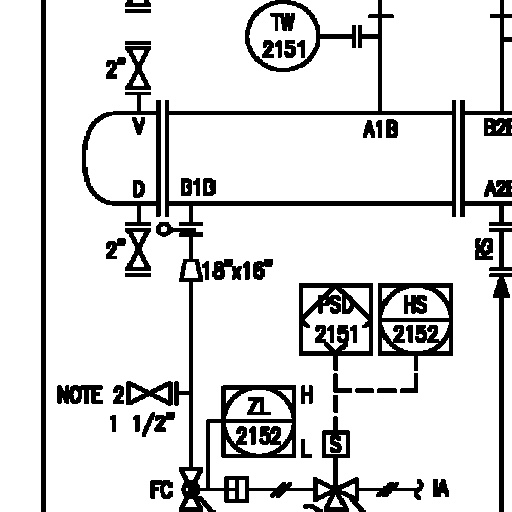 TW
2151
2"
V
A1B
B2B
D
B1B
A2B
2"
18"x16"
PSD
2151
HS
2152
NOTE 2
1 1/2"
ZL
2152
H
L
S
FC
IA